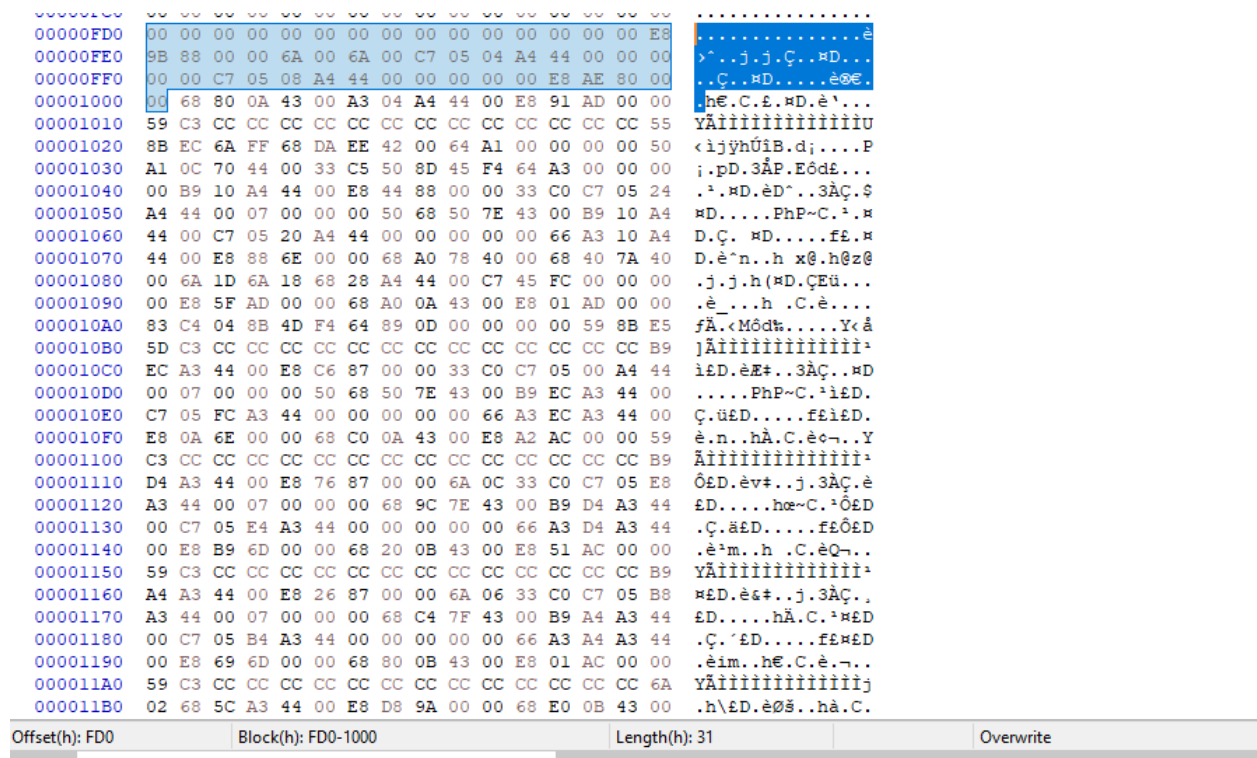 00000FD0 00 00 00 00 00 00 00 00 00 00 00 00 00 00 00 E8 ...............è
00000FE0 9B 88 00 00 6A 00 6A 00 C7 05 04 A4 44 00 00 00 ›ˆ..j.j.Ç..¤D...
00000FF0 00 00 C7 05 08 A4 44 00 00 00 00 00 E8 AE 80 00 ..Ç..¤D.....è®€.
00001000 00 68 80 0A 43 00 A3 04 A4 44 00 E8 91 AD 00 00 .h€.C.£.¤D.è‘...
00001010 59 C3 CC CC CC CC CC CC CC CC CC CC CC CC CC 55 YÃÌÌÌÌÌÌÌÌÌÌÌÌÌU
00001020 8B EC 6A FF 68 DA EE 42 00 64 A1 00 00 00 00 50 ‹ìjÿhÚîB.d¡....P
00001030 A1 0C 70 44 00 33 C5 50 8D 45 F4 64 A3 00 00 00 ¡.pD.3ÅP.Eôd£...
00001040 00 B9 10 A4 44 00 E8 44 88 00 00 33 C0 C7 05 24 .¹.¤D.èDˆ..3ÀÇ.$
00001050 A4 44 00 07 00 00 00 50 68 50 7E 43 00 B9 10 A4 ¤D.....PhP~C.¹.¤
00001060 44 00 C7 05 20 A4 44 00 00 00 00 00 66 A3 10 A4 D.Ç. ¤D.....f£.¤
00001070 44 00 E8 88 6E 00 00 68 A0 78 40 00 68 40 7A 40 D.èˆn..h x@.h@z@
00001080 00 6A 1D 6A 18 68 28 A4 44 00 C7 45 FC 00 00 00 .j.j.h(¤D.ÇEü...
00001090 00 E8 5F AD 00 00 68 A0 0A 43 00 E8 01 AD 00 00 .è_...h .C.è....
000010A0 83 C4 04 8B 4D F4 64 89 0D 00 00 00 00 59 8B E5 ƒÄ.‹Môd‰.....Y‹å
000010B0 5D C3 CC CC CC CC CC CC CC CC CC CC CC CC CC B9 ]ÃÌÌÌÌÌÌÌÌÌÌÌÌÌ¹
000010C0 EC A3 44 00 E8 C6 87 00 00 33 C0 C7 05 00 A4 44 ì£D.èÆ‡..3ÀÇ..¤D
000010D0 00 07 00 00 00 50 68 50 7E 43 00 B9 EC A3 44 00 .....PhP~C.¹ì£D.
000010E0 C7 05 FC A3 44 00 00 00 00 00 66 A3 EC A3 44 00 Ç.ü£D.....f£ì£D.
000010F0 E8 0A 6E 00 00 68 C0 0A 43 00 E8 A2 AC 00 00 59 è.n..hÀ.C.è¢¬..Y
00001100 C3 CC CC CC CC CC CC CC CC CC CC CC CC CC CC B9 ÃÌÌÌÌÌÌÌÌÌÌÌÌÌÌ¹
00001110 D4 A3 44 00 E8 76 87 00 00 6A 0C 33 C0 C7 05 E8 Ô£D.èv‡..j.3ÀÇ.è
00001120 A3 44 00 07 00 00 00 68 9C 7E 43 00 B9 D4 A3 44 £D.....hœ~C.¹Ô£D
00001130 00 C7 05 E4 A3 44 00 00 00 00 00 66 A3 D4 A3 44 .Ç.ä£D.....f£Ô£D
00001140 00 E8 B9 6D 00 00 68 20 0B 43 00 E8 51 AC 00 00 .è¹m..h .C.èQ¬..
00001150 59 C3 CC CC CC CC CC CC CC CC CC CC CC CC CC B9 YÃÌÌÌÌÌÌÌÌÌÌÌÌÌ¹
00001160 A4 A3 44 00 E8 26 87 00 00 6A 06 33 C0 C7 05 B8 ¤£D.è&‡..j.3ÀÇ.¸
00001170 A3 44 00 07 00 00 00 68 C4 7F 43 00 B9 A4 A3 44 £D.....hÄ.C.¹¤£D
00001180 00 C7 05 B4 A3 44 00 00 00 00 00 66 A3 A4 A3 44 .Ç.´£D.....f£¤£D
00001190 00 E8 69 6D 00 00 68 80 0B 43 00 E8 01 AC 00 00 .èim..h€.C.è.¬..
000011A0 59 C3 CC CC CC CC CC CC CC CC CC CC CC CC CC 6A YÃÌÌÌÌÌÌÌÌÌÌÌÌÌj
000011B0 02 68 5C A3 44 00 E8 D8 9A 00 00 68 E0 0B 43 00 .h\£D.èØš..hà.C.
Offset(h): FD0 Block(h): FD0-1000 Length(h): 31 Overwrite